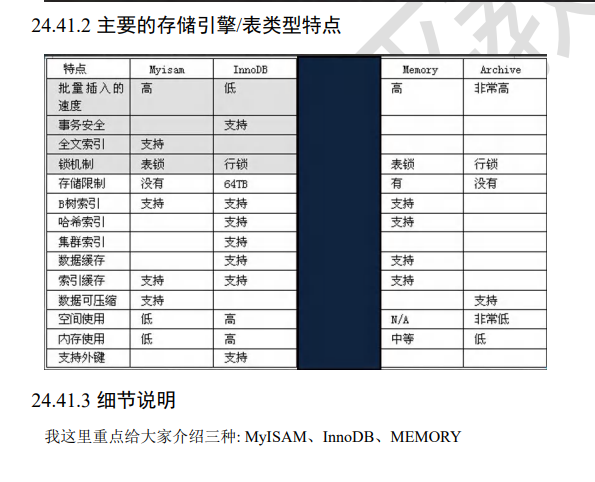 24.41.2 主要的存储引擎/表类型特点
特点 Myisam InnoDB Memory Archive
批量插入的 高 低 高 非常高
速度
事务安全 支持
全文索引 支持
锁机制 表锁 行锁 表锁 行锁
存储限制 没有 64TB 有 没有
B树索引 支持 支持 支持
哈希索引 支持 支持
集群索引 支持
数据缓存 支持 支持
索引缓存 支持 支持 支持
数据可压缩 支持 支持
空间使用 低 高 N/A 非常低
内存使用 低 高 中等 低
支持外键 支持
24.41.3 细节说明
我这里重点给大家介绍三种: MyISAM、InnoDB、MEMORY